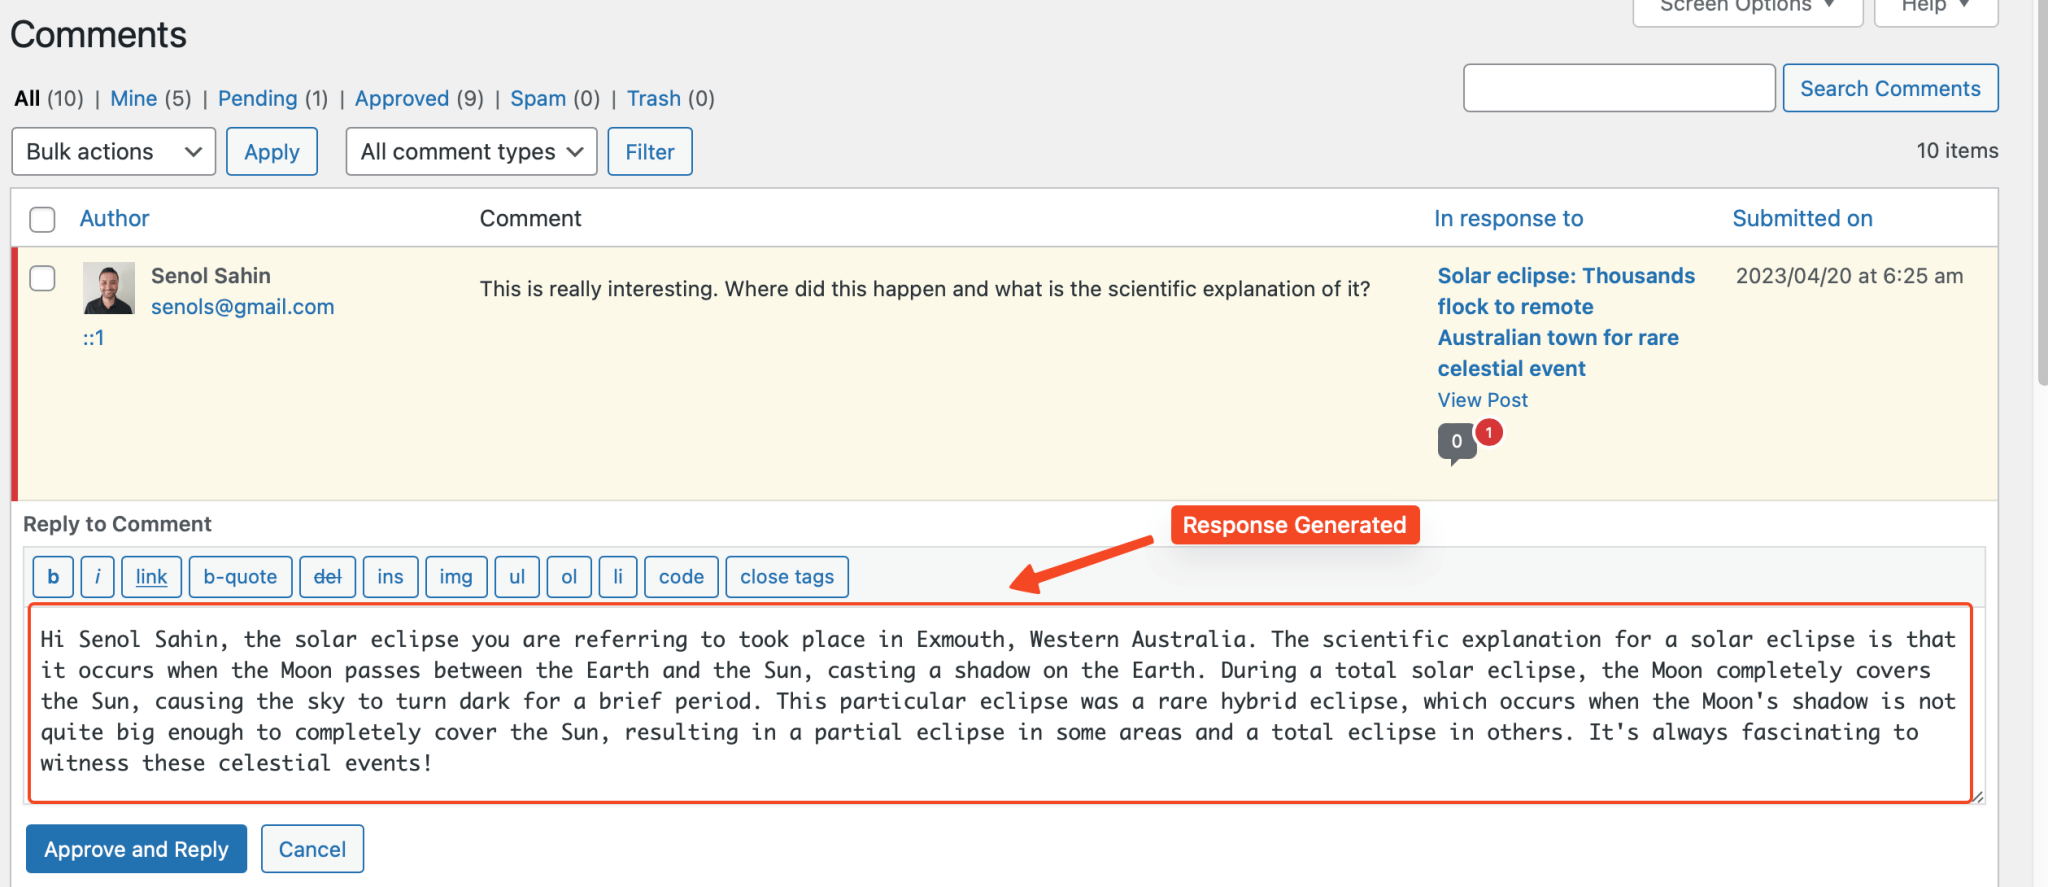 Screen Options ▼ Help ▼
Comments
All (10) | Mine (5) | Pending (1) | Approved (9) | Spam (0) | Trash (0)
Search Comments
Bulk actions Apply All comment types Filter
10 items
Author Comment In response to Submitted on
Senol Sahin
senols@gmail.com
::1
This is really interesting. Where did this happen and what is the scientific explanation of it?
Solar eclipse: Thousands
flock to remote
Australian town for rare
celestial event
View Post
0 1
2023/04/20 at 6:25 am
Reply to Comment
Response Generated
b i link b-quote del ins img ul ol li code close tags
Hi Senol Sahin, the solar eclipse you are referring to took place in Exmouth, Western Australia. The scientific explanation for a solar eclipse is that
it occurs when the Moon passes between the Earth and the Sun, casting a shadow on the Earth. During a total solar eclipse, the Moon completely covers
the Sun, causing the sky to turn dark for a brief period. This particular eclipse was a rare hybrid eclipse, which occurs when the Moon's shadow is not
quite big enough to completely cover the Sun, resulting in a partial eclipse in some areas and a total eclipse in others. It's always fascinating to
witness these celestial events!
Approve and Reply Cancel